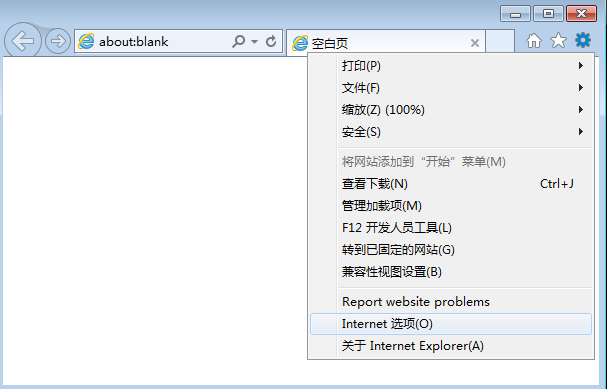 about:blank
空白页
打印(P)
文件(F)
缩放(Z) (100%)
安全(S)
将网站添加到“开始”菜单(M)
查看下载(N) Ctrl+J
管理加载项(M)
F12 开发人员工具(L)
转到已固定的网站(G)
兼容性视图设置(B)
Report website problems
Internet 选项(O)
关于 Internet Explorer(A)